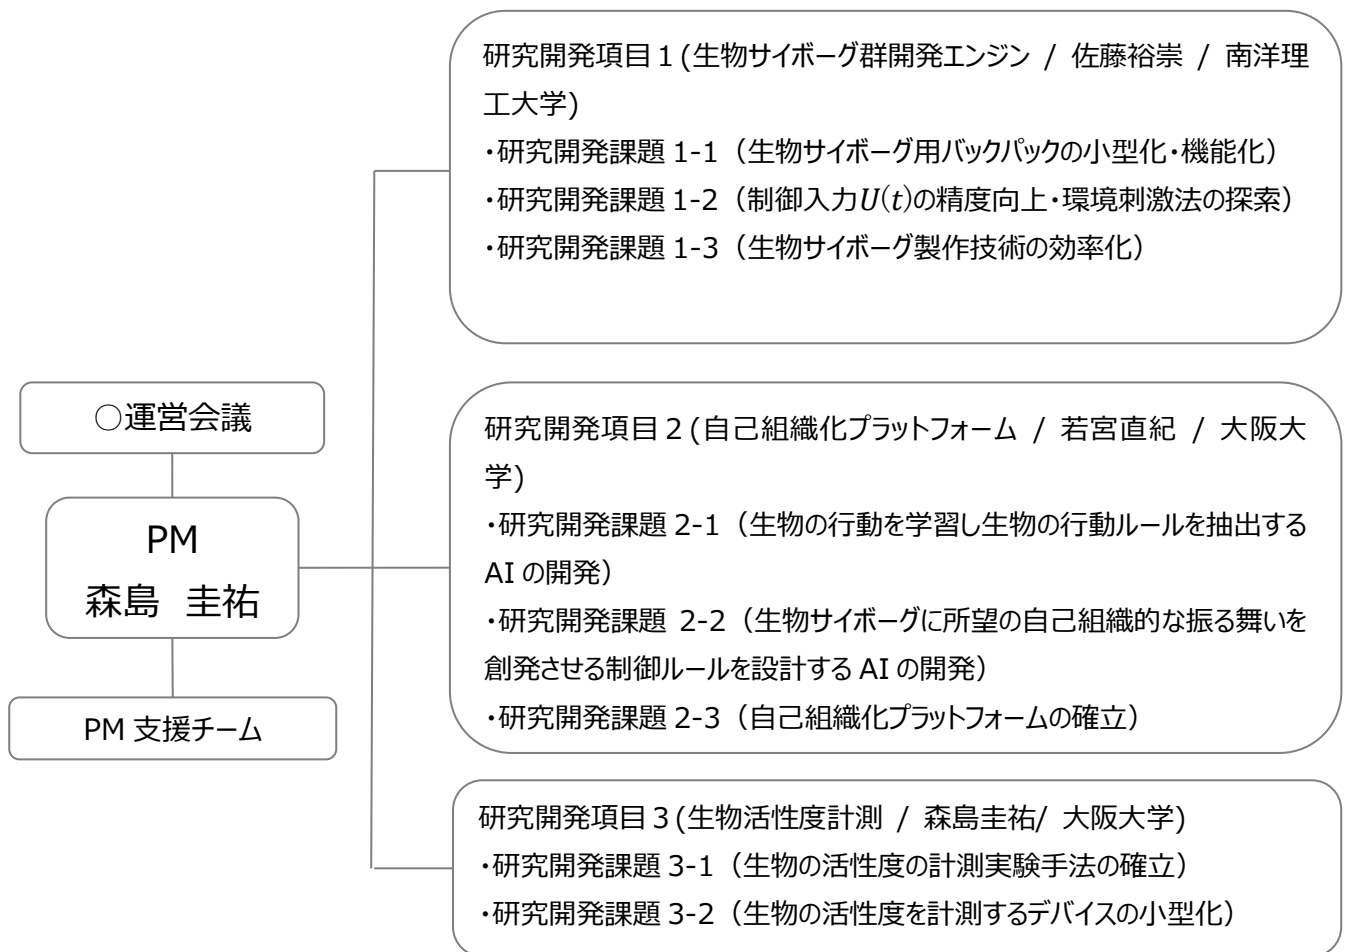 研究開発項目1(生物サイボーグ群開発エンジン / 佐藤裕崇 / 南洋理
工大学)
・研究開発課題 1-1（生物サイボーグ用バックパックの小型化・機能化）
・研究開発課題 1-2（制御入力U(t)の精度向上・環境刺激法の探索）
・研究開発課題 1-3（生物サイボーグ製作技術の効率化）
○運営会議
PM
森島 圭祐
PM 支援チーム
研究開発項目2(自己組織化プラットフォーム / 若宮直紀 / 大阪大
学)
・研究開発課題 2-1（生物の行動を学習し生物の行動ルールを抽出する
AI の開発）
・研究開発課題 2-2（生物サイボーグに所望の自己組織的な振る舞いを
創発させる制御ルールを設計する AI の開発）
・研究開発課題 2-3（自己組織化プラットフォームの確立）
研究開発項目3(生物活性度計測 / 森島圭祐/ 大阪大学)
・研究開発課題 3-1（生物の活性度の計測実験手法の確立）
・研究開発課題 3-2（生物の活性度を計測するデバイスの小型化）